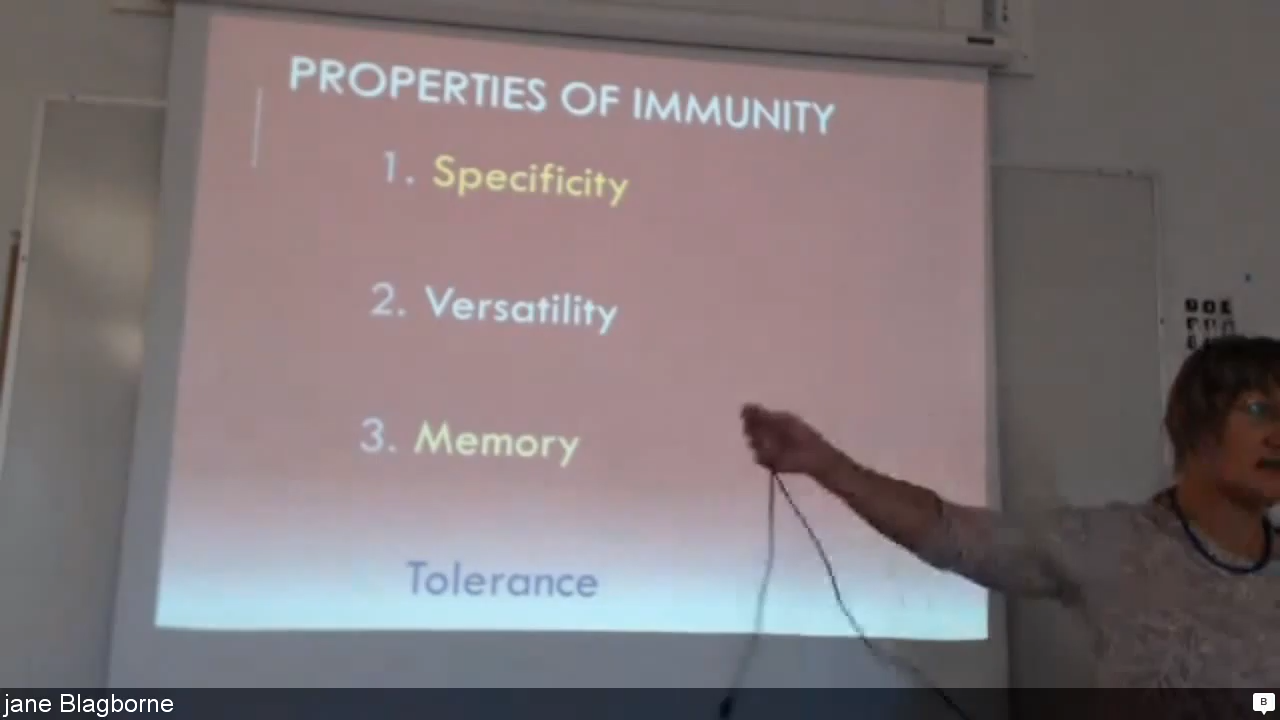 PROPERTIES OF IMMUNITY
1. Specificity
2. Versatility
3. Memory
Tolerance
jane Blagborne
B